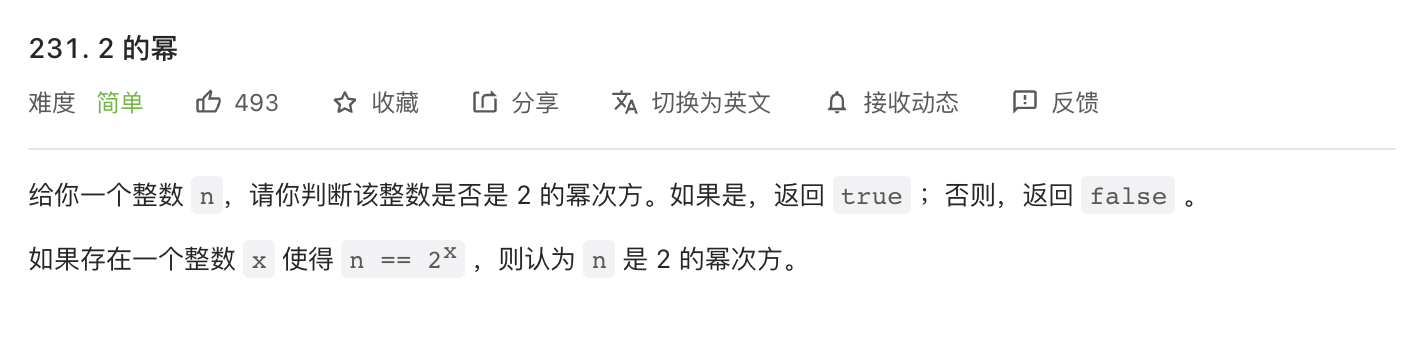 231. 2 的幂
难度 简单 493 收藏 分享 切换为英文 接收动态 反馈
给你一个整数 n，请你判断该整数是否是 2 的幂次方。如果是，返回 true ；否则，返回 false 。
如果存在一个整数 x 使得 n == 2ˣ ，则认为 n 是 2 的幂次方。